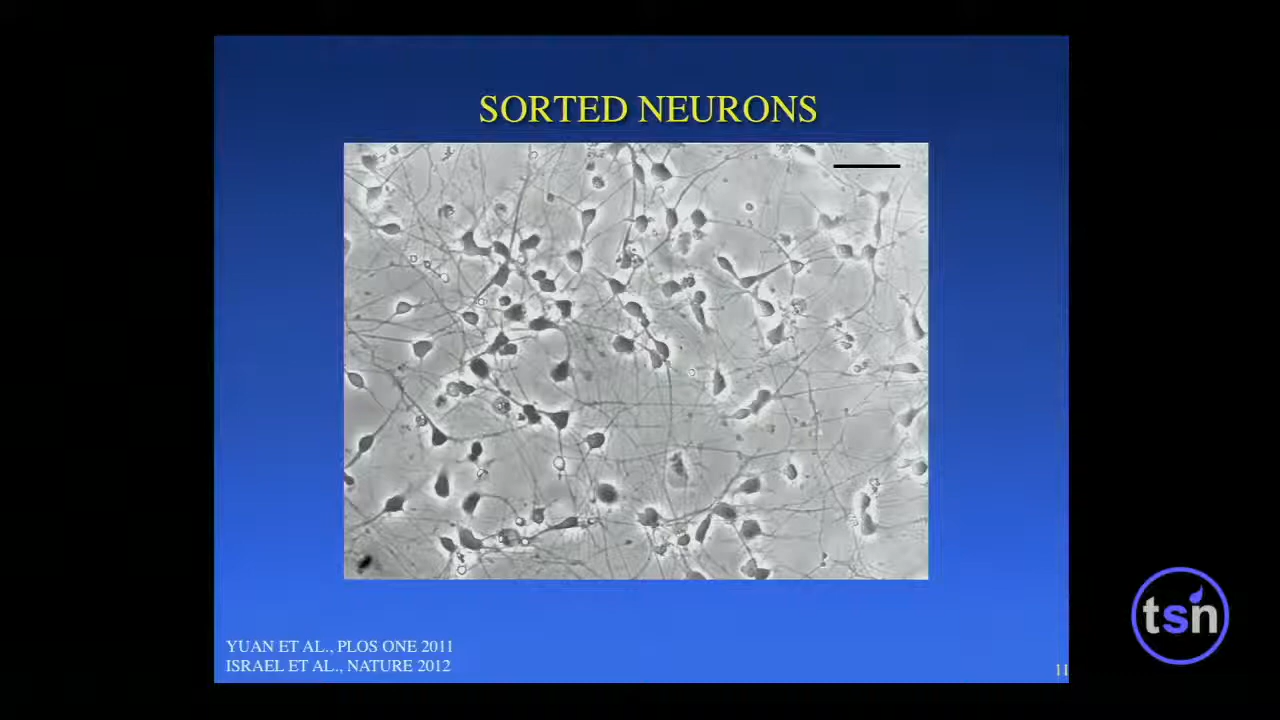 SORTED NEURONS
YUAN ET AL., PLOS ONE 2011
ISRAEL ET AL., NATURE 2012
11
tsn